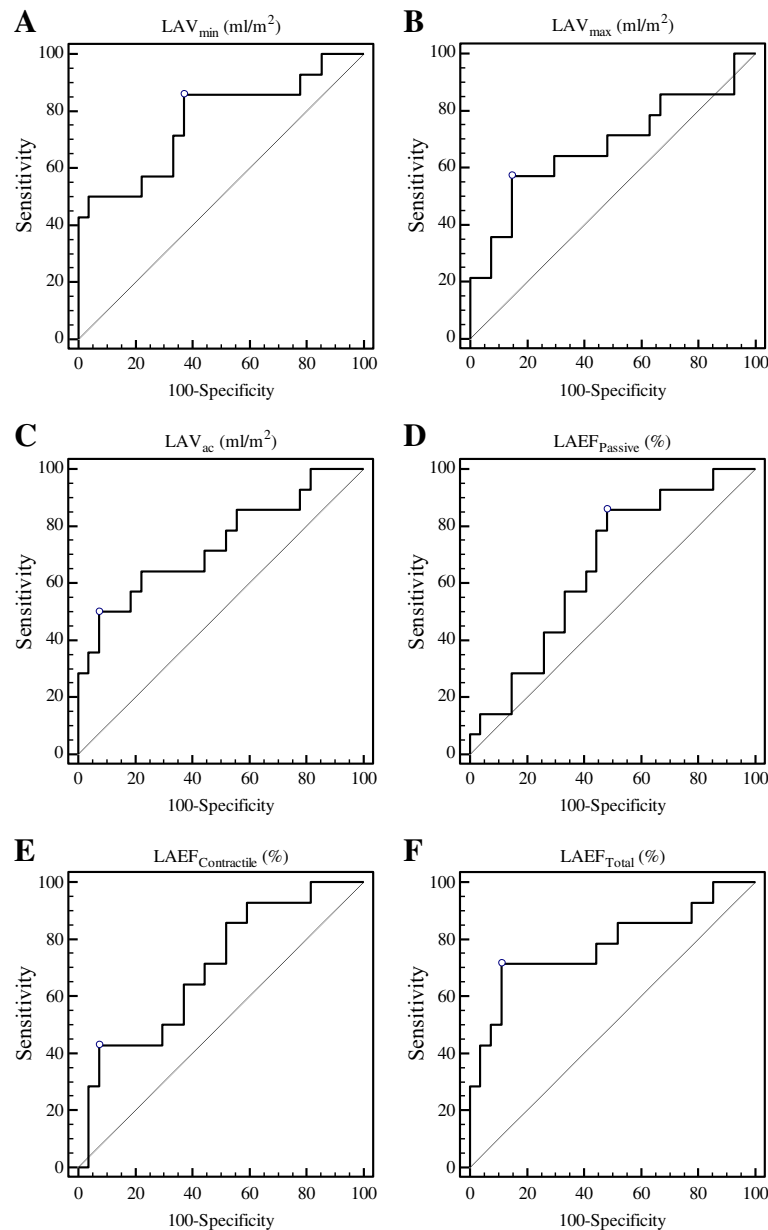 A
LAVmin (ml/m²)
100
80
60
40
20
0
Sensitivity
0 20 40 60 80 100
100-Specificity
B
LAVmax (ml/m²)
100
80
60
40
20
0
Sensitivity
0 20 40 60 80 100
100-Specificity
C
LAVac (ml/m²)
100
80
60
40
20
0
Sensitivity
0 20 40 60 80 100
100-Specificity
D
LAEFPassive (%)
100
80
60
40
20
0
Sensitivity
0 20 40 60 80 100
100-Specificity
E
LAEFContractile (%)
100
80
60
40
20
0
Sensitivity
0 20 40 60 80 100
100-Specificity
F
LAEFTotal (%)
100
80
60
40
20
0
Sensitivity
0 20 40 60 80 100
100-Specificity